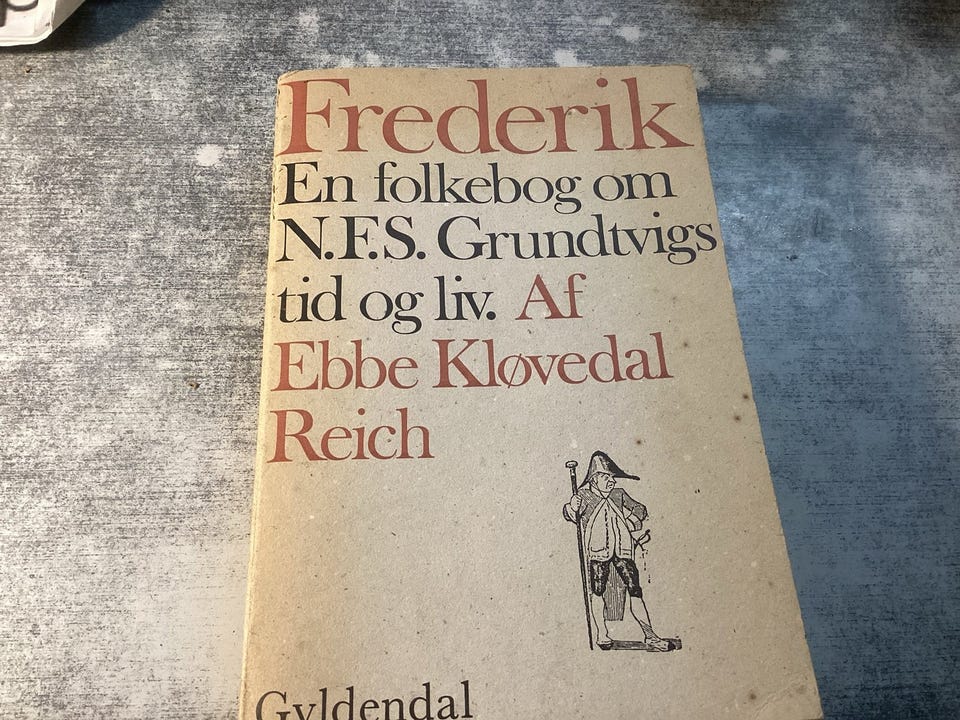 Frederik
En folkebog om
N.F.S. Grundtvigs
tid og liv. Af
Ebbe Kløvedal
Reich
Gyldendal